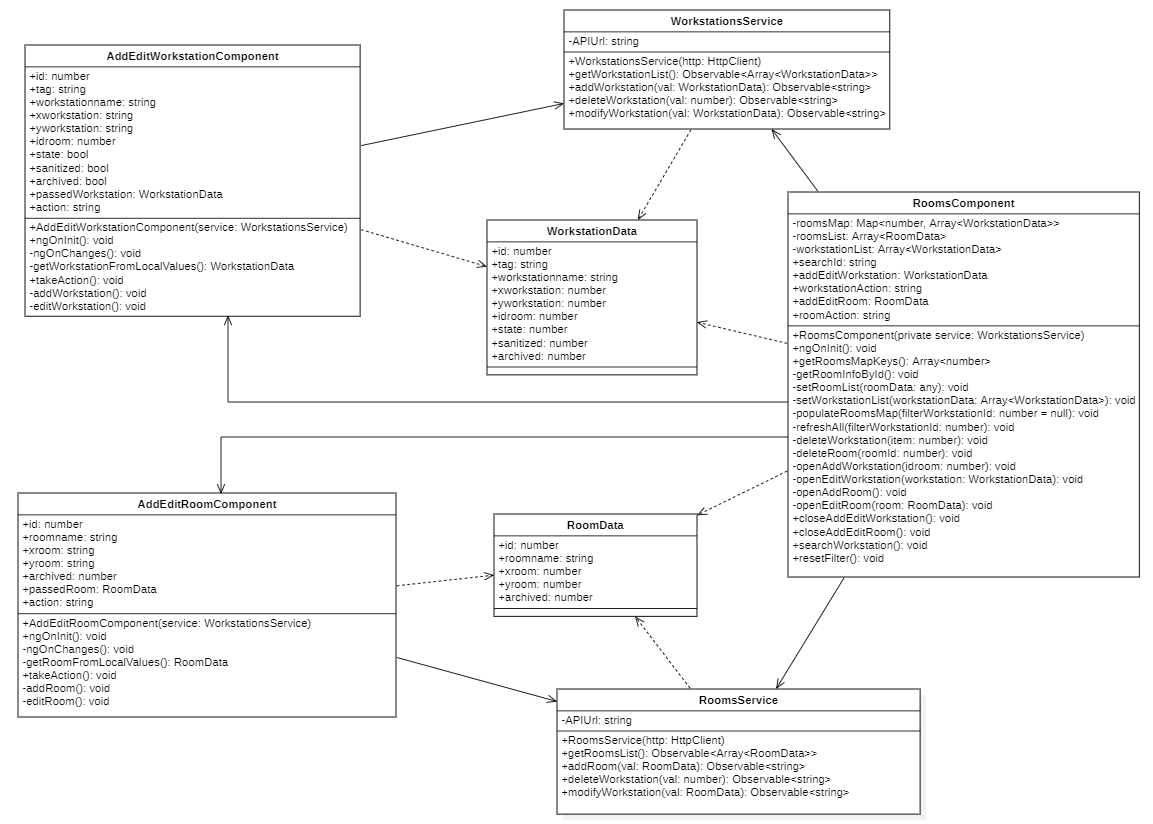 WorkstationsService
-APIUrl: string
+WorkstationsService(http: HttpClient)
+getWorkstationList(): Observable<Array<WorkstationData>>
+addWorkstation(val: WorkstationData): Observable<string>
+deleteWorkstation(val: number): Observable<string>
+modifyWorkstation(val: WorkstationData): Observable<string>
AddEditWorkstationComponent
+id: number
+tag: string
+workstationname: string
+xworkstation: string
+yworkstation: string
+idroom: number
+state: bool
+sanitized: bool
+archived: bool
+passedWorkstation: WorkstationData
+action: string
+AddEditWorkstationComponent(service: WorkstationsService)
+ngOnInit(): void
-ngOnChanges(): void
-getWorkstationFromLocalValues(): WorkstationData
+takeAction(): void
-addWorkstation(): void
-editWorkstation(): void
WorkstationData
+id: number
+tag: string
+workstationname: string
+xworkstation: number
+yworkstation: number
+idroom: number
+state: number
+sanitized: number
+archived: number
RoomsComponent
-roomsMap: Map<number, Array<WorkstationData>>
-roomsList: Array<RoomData>
-workstationList: Array<WorkstationData>
+searchId: string
+addEditWorkstation: WorkstationData
+workstationAction: string
+addEditRoom: RoomData
+roomAction: string
+RoomsComponent(private service: WorkstationsService)
+ngOnInit(): void
+getRoomsMapKeys(): Array<number>
-getRoomInfoById(): void
-setRoomList(roomData: any): void
-setWorkstationList(workstationData: Array<WorkstationData>): void
-populateRoomsMap(filterWorkstationId: number = null): void
-refreshAll(filterWorkstationId: number): void
-deleteWorkstation(item: number): void
-deleteRoom(roomId: number): void
-openAddWorkstation(idroom: number): void
-openEditWorkstation(workstation: WorkstationData): void
-openAddRoom(): void
-openEditRoom(room: RoomData): void
+closeAddEditWorkstation(): void
+closeAddEditRoom(): void
+searchWorkstation(): void
+resetFilter(): void
AddEditRoomComponent
+id: number
+roomname: string
+xroom: string
+yroom: string
+archived: number
+passedRoom: RoomData
+action: string
+AddEditRoomComponent(service: WorkstationsService)
+ngOnInit(): void
-ngOnChanges(): void
-getRoomFromLocalValues(): RoomData
+takeAction(): void
-addRoom(): void
-editRoom(): void
RoomData
+id: number
+roomname: string
+xroom: number
+yroom: number
+archived: number
RoomsService
-APIUrl: string
+RoomsService(http: HttpClient)
+getRoomsList(): Observable<Array<RoomData>>
+addRoom(val: RoomData): Observable<string>
+deleteWorkstation(val: number): Observable<string>
+modifyWorkstation(val: RoomData): Observable<string>